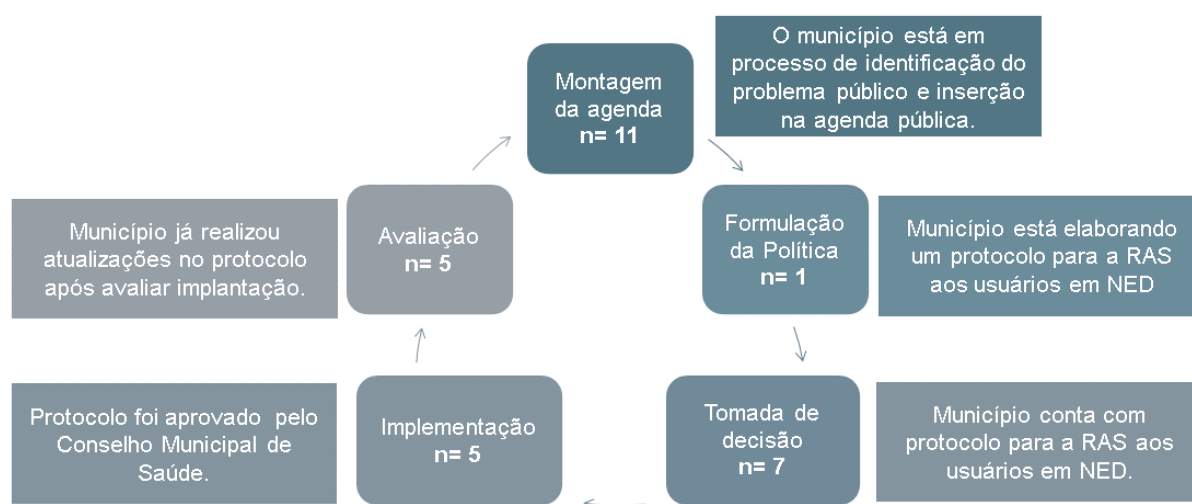 Montagem
da agenda
n= 11
O município está em
processo de identificação do
problema público e inserção
na agenda pública.
Formulação
da Política
n= 1
Município está elaborando
um protocolo para a RAS
aos usuários em NED
Tomada de
decisão
n= 7
Município conta com
protocolo para a RAS aos
usuários em NED.
Implementação
n= 5
Protocolo foi aprovado pelo
Conselho Municipal de
Saúde.
Avaliação
n= 5
Município já realizou
atualizações no protocolo
após avaliar implantação.